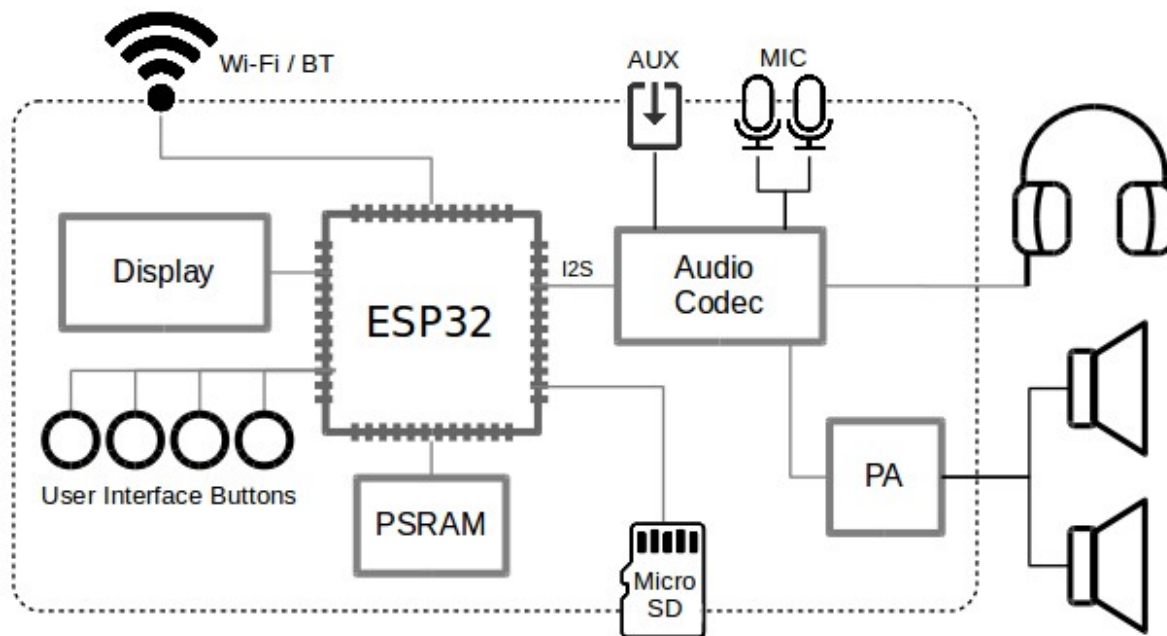 Wi-Fi / BT
AUX
MIC
Display
ESP32
I2S
Audio
Codec
User Interface Buttons
PSRAM
Micro
SD
PA